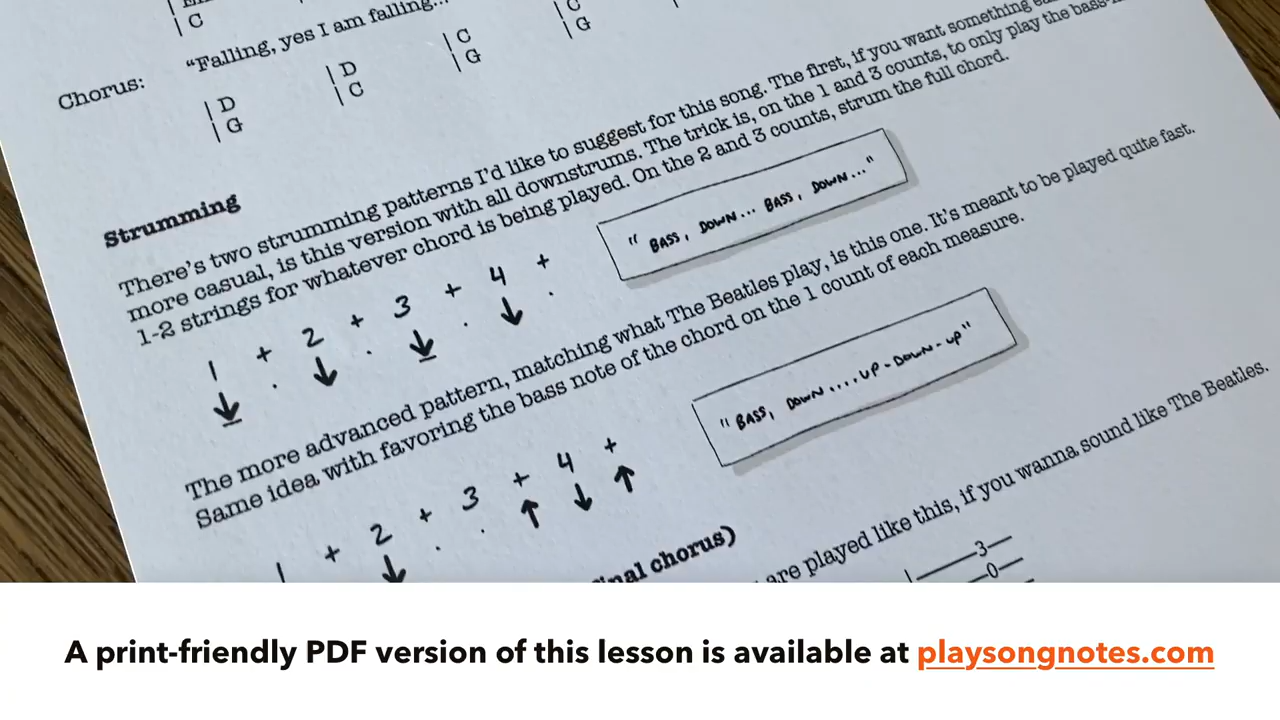 | C
Chorus: "Falling, yes I am falling...
| D | D | C | C
| G | C | G | G
Strumming
There's two strumming patterns I'd like to suggest for this song. The first, if you want something
more casual, is this version with all downstrums. The trick is, on the 1 and 3 counts, to only play the bass-
1-2 strings for whatever chord is being played. On the 2 and 3 counts, strum the full chord.
1 + 2 + 3 + 4 +
↓ . ↓ . ↓ . ↓ .
" BASS, DOWN... BASS, DOWN..."
The more advanced pattern, matching what The Beatles play, is this one. It's meant to be played quite fast.
Same idea with favoring the bass note of the chord on the 1 count of each measure.
1 + 2 + 3 + 4 +
↓ . . ↑ ↓ ↑
"BASS, DOWN....UP-DOWN-UP"
nal chorus)
are played like this, if you wanna sound like The Beatles.
3
0
A print-friendly PDF version of this lesson is available at playsongnotes.com